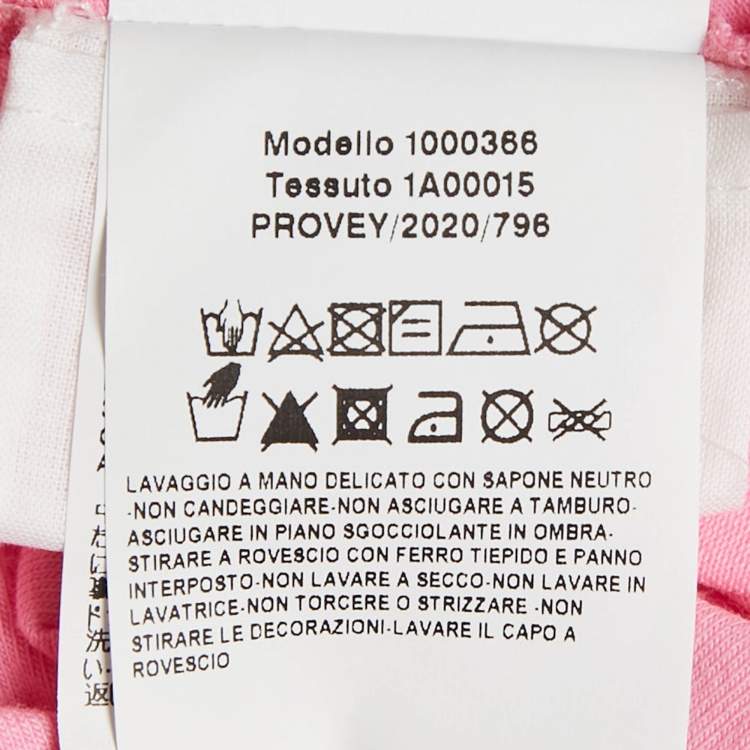 Modello 1000366
Tessuto 1A00015
PROVEY/2020/796
LAVAGGIO A MANO DELICATO CON SAPONE NEUTRO
-NON CANDEGGIARE-NON ASCIUGARE A TAMBURO-
ASCIUGARE IN PIANO SGOCCIOLANTE IN OMBRA-
STIRARE A ROVESCIO CON FERRO TIEPIDO E PANNO
INTERPOSTO-NON LAVARE A SECCO-NON LAVARE IN
LAVATRICE-NON TORCERE O STRIZZARE -NON
STIRARE LE DECORAZIONI-LAVARE IL CAPO A
ROVESCIO